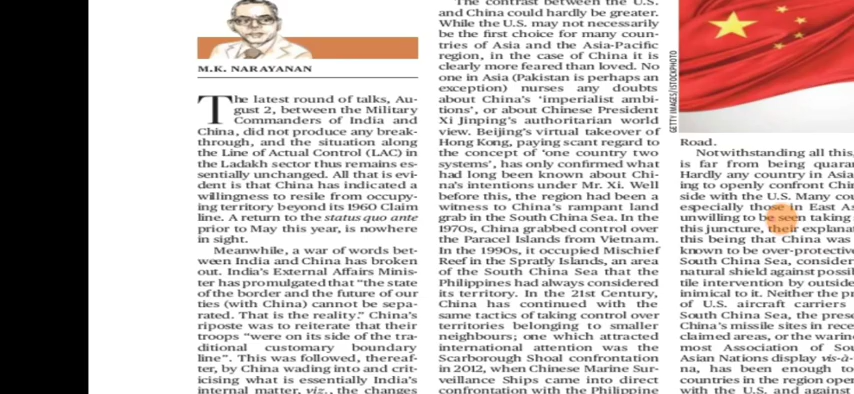 M.K. NARAYANAN
The latest round of talks, Au-
gust 2, between the Military
Commanders of India and
China, did not produce any break-
through, and the situation along
the Line of Actual Control (LAC) in
the Ladakh sector thus remains es-
sentially unchanged. All that is evi-
dent is that China has indicated a
willingness to resile from occupy-
ing territory beyond its 1960 Claim
line. A return to the status quo ante
prior to May this year, is nowhere
in sight.
Meanwhile, a war of words bet-
ween India and China has broken
out. India's External Affairs Minis-
ter has promulgated that "the state
of the border and the future of our
ties (with China) cannot be sepa-
rated. That is the reality." China's
riposte was to reiterate that their
troops "were on its side of the tra-
ditional customary boundary
line". This was followed, thereaf-
ter, by China wading into and crit-
icising what is essentially India's
internal matter, viz., the changes
The contrast between the U.S.
and China could hardly be greater.
While the U.S. may not necessarily
be the first choice for many coun-
tries of Asia and the Asia-Pacific
region, in the case of China it is
clearly more feared than loved. No
one in Asia (Pakistan is perhaps an
exception) nurses any doubts
about China's 'imperialist ambi-
tions', or about Chinese President
Xi Jinping's authoritarian world
view. Beijing's virtual takeover of
Hong Kong, paying scant regard to
the concept of 'one country two
systems', has only confirmed what
had long been known about Chi-
na's intentions under Mr. Xi. Well
before this, the region had been a
witness to China's rampant land
grab in the South China Sea. In the
1970s, China grabbed control over
the Paracel Islands from Vietnam.
In the 1990s, it occupied Mischief
Reef in the Spratly Islands, an area
of the South China Sea that the
Philippines had always considered
its territory. In the 21st Century,
China has continued with the
same tactics of taking control over
territories belonging to smaller
neighbours; one which attracted
international attention was the
Scarborough Shoal confrontation
in 2012, when Chinese Marine Sur-
veillance Ships came into direct
confrontation with the Philippine
GETTY IMAGES/ISTOCKPHOTO
Road.
Notwithstanding all this,
is far from being quaran
Hardly any country in Asia
ing to openly confront Chin
side with the U.S. Many cou
especially those in East As
unwilling to be seen taking
this juncture, their explana
this being that China was
known to be over-protective
South China Sea, consider
natural shield against possib
tile intervention by outside
inimical to it. Neither the pr
of U.S. aircraft carriers
South China Sea, the prese
China's missile sites in rece
claimed areas, or the warin
most Association of Sou
Asian Nations display vis-à-
na, has been enough to
countries in the region oper
with the U.S. and against